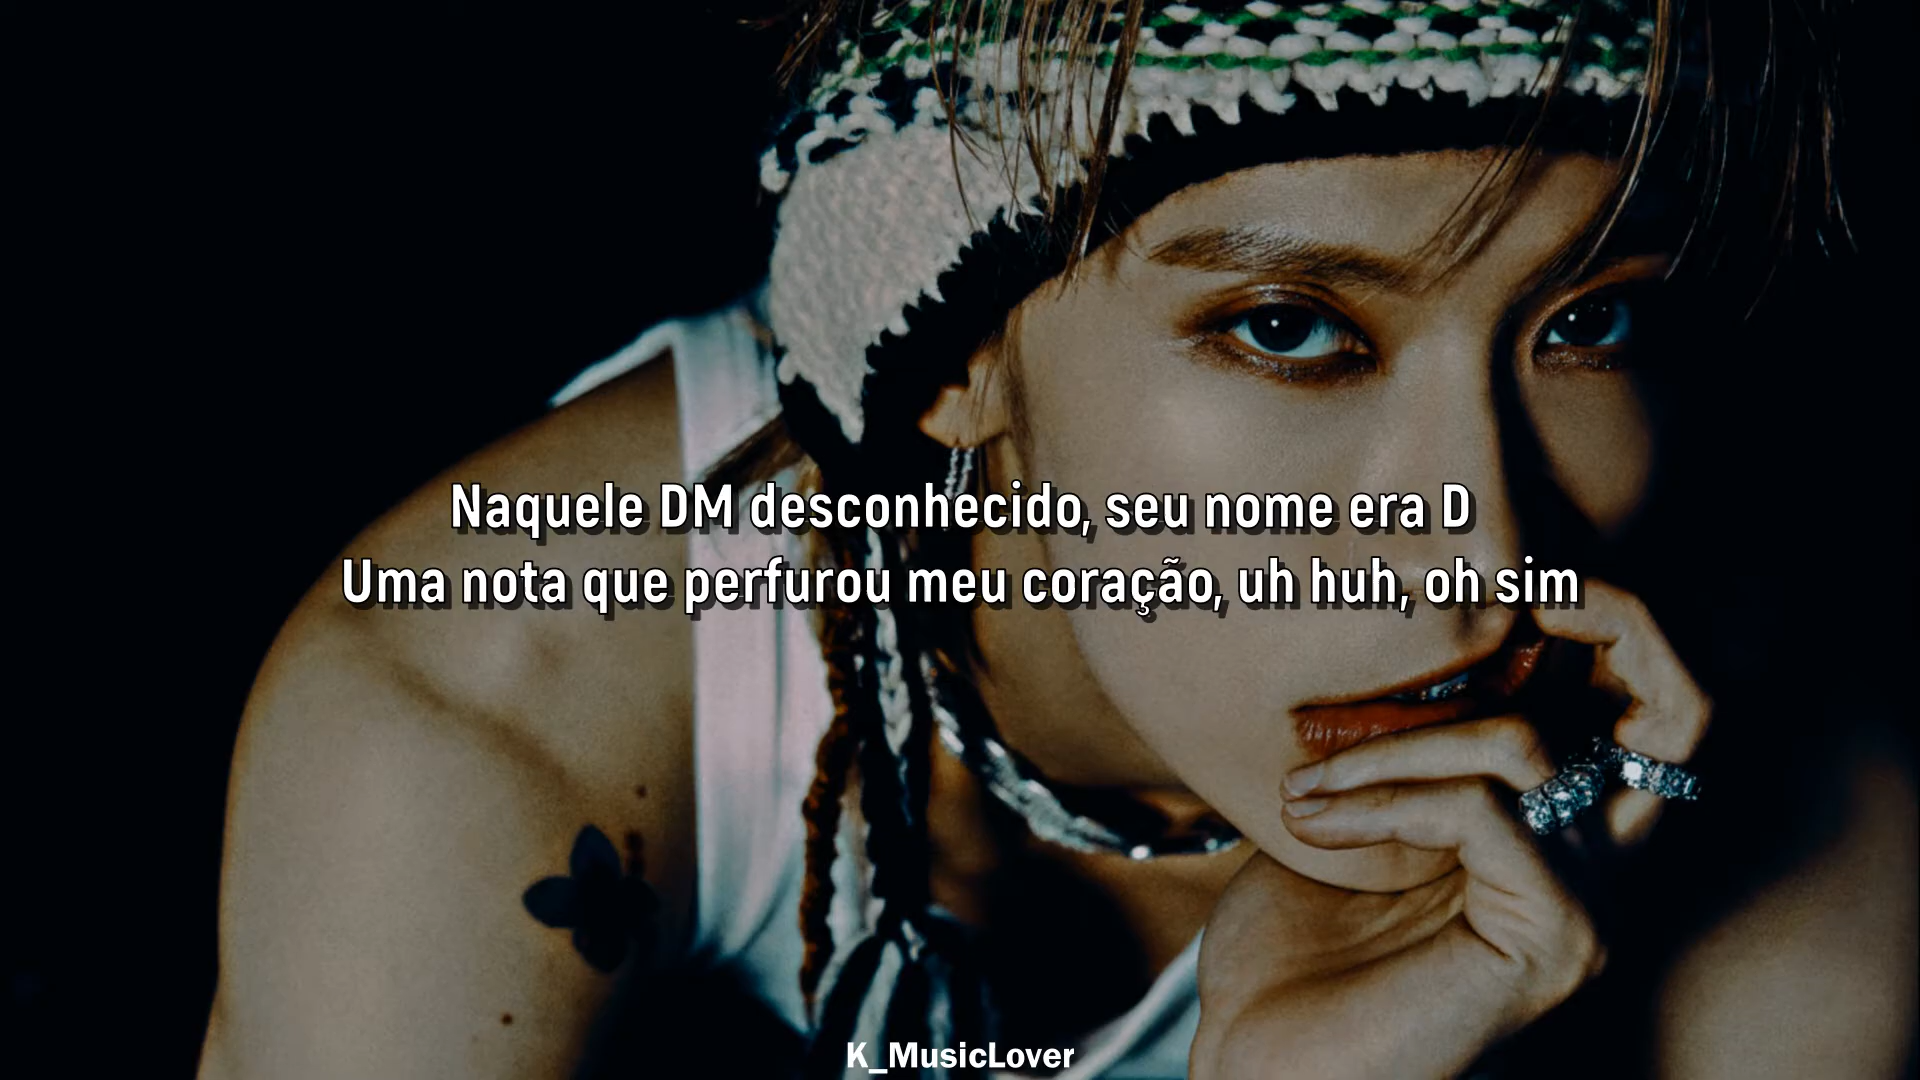 Naquele DM desconhecido, seu nome era D
Uma nota que perfurou meu coração, uh huh, oh sim
K_MusicLover